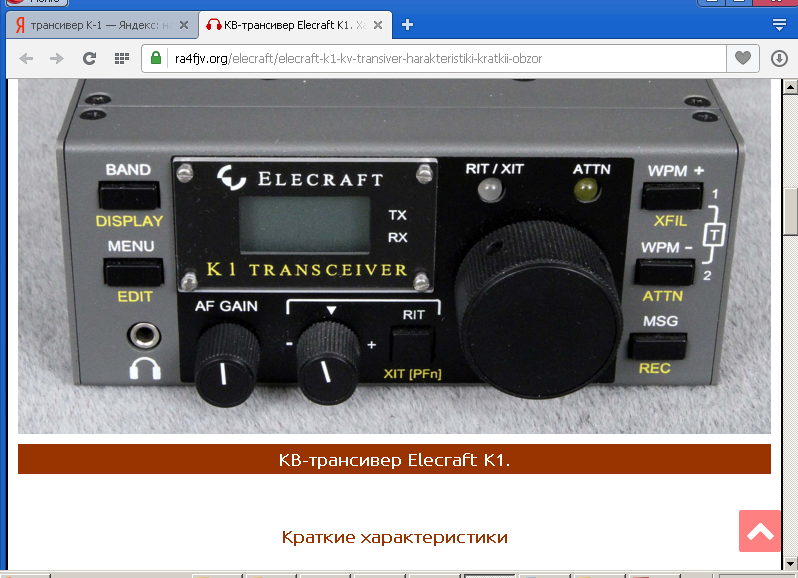 трансивер К-1 — Яндекс: н
КВ-трансивер Elecraft K1. Х
ra4fjv.org/elecraft/elecraft-k1-kv-transiver-harakteristiki-kratkii-obzor
BAND
DISPLAY
MENU
EDIT
ELECRAFT
TX
RX
K1 TRANSCEIVER
AF GAIN
- +
RIT
XIT [PFn]
RIT / XIT
ATTN
WPM +
XFIL
1
T
WPM -
2
ATTN
MSG
REC
КВ-трансивер Elecraft K1.
Краткие характеристики